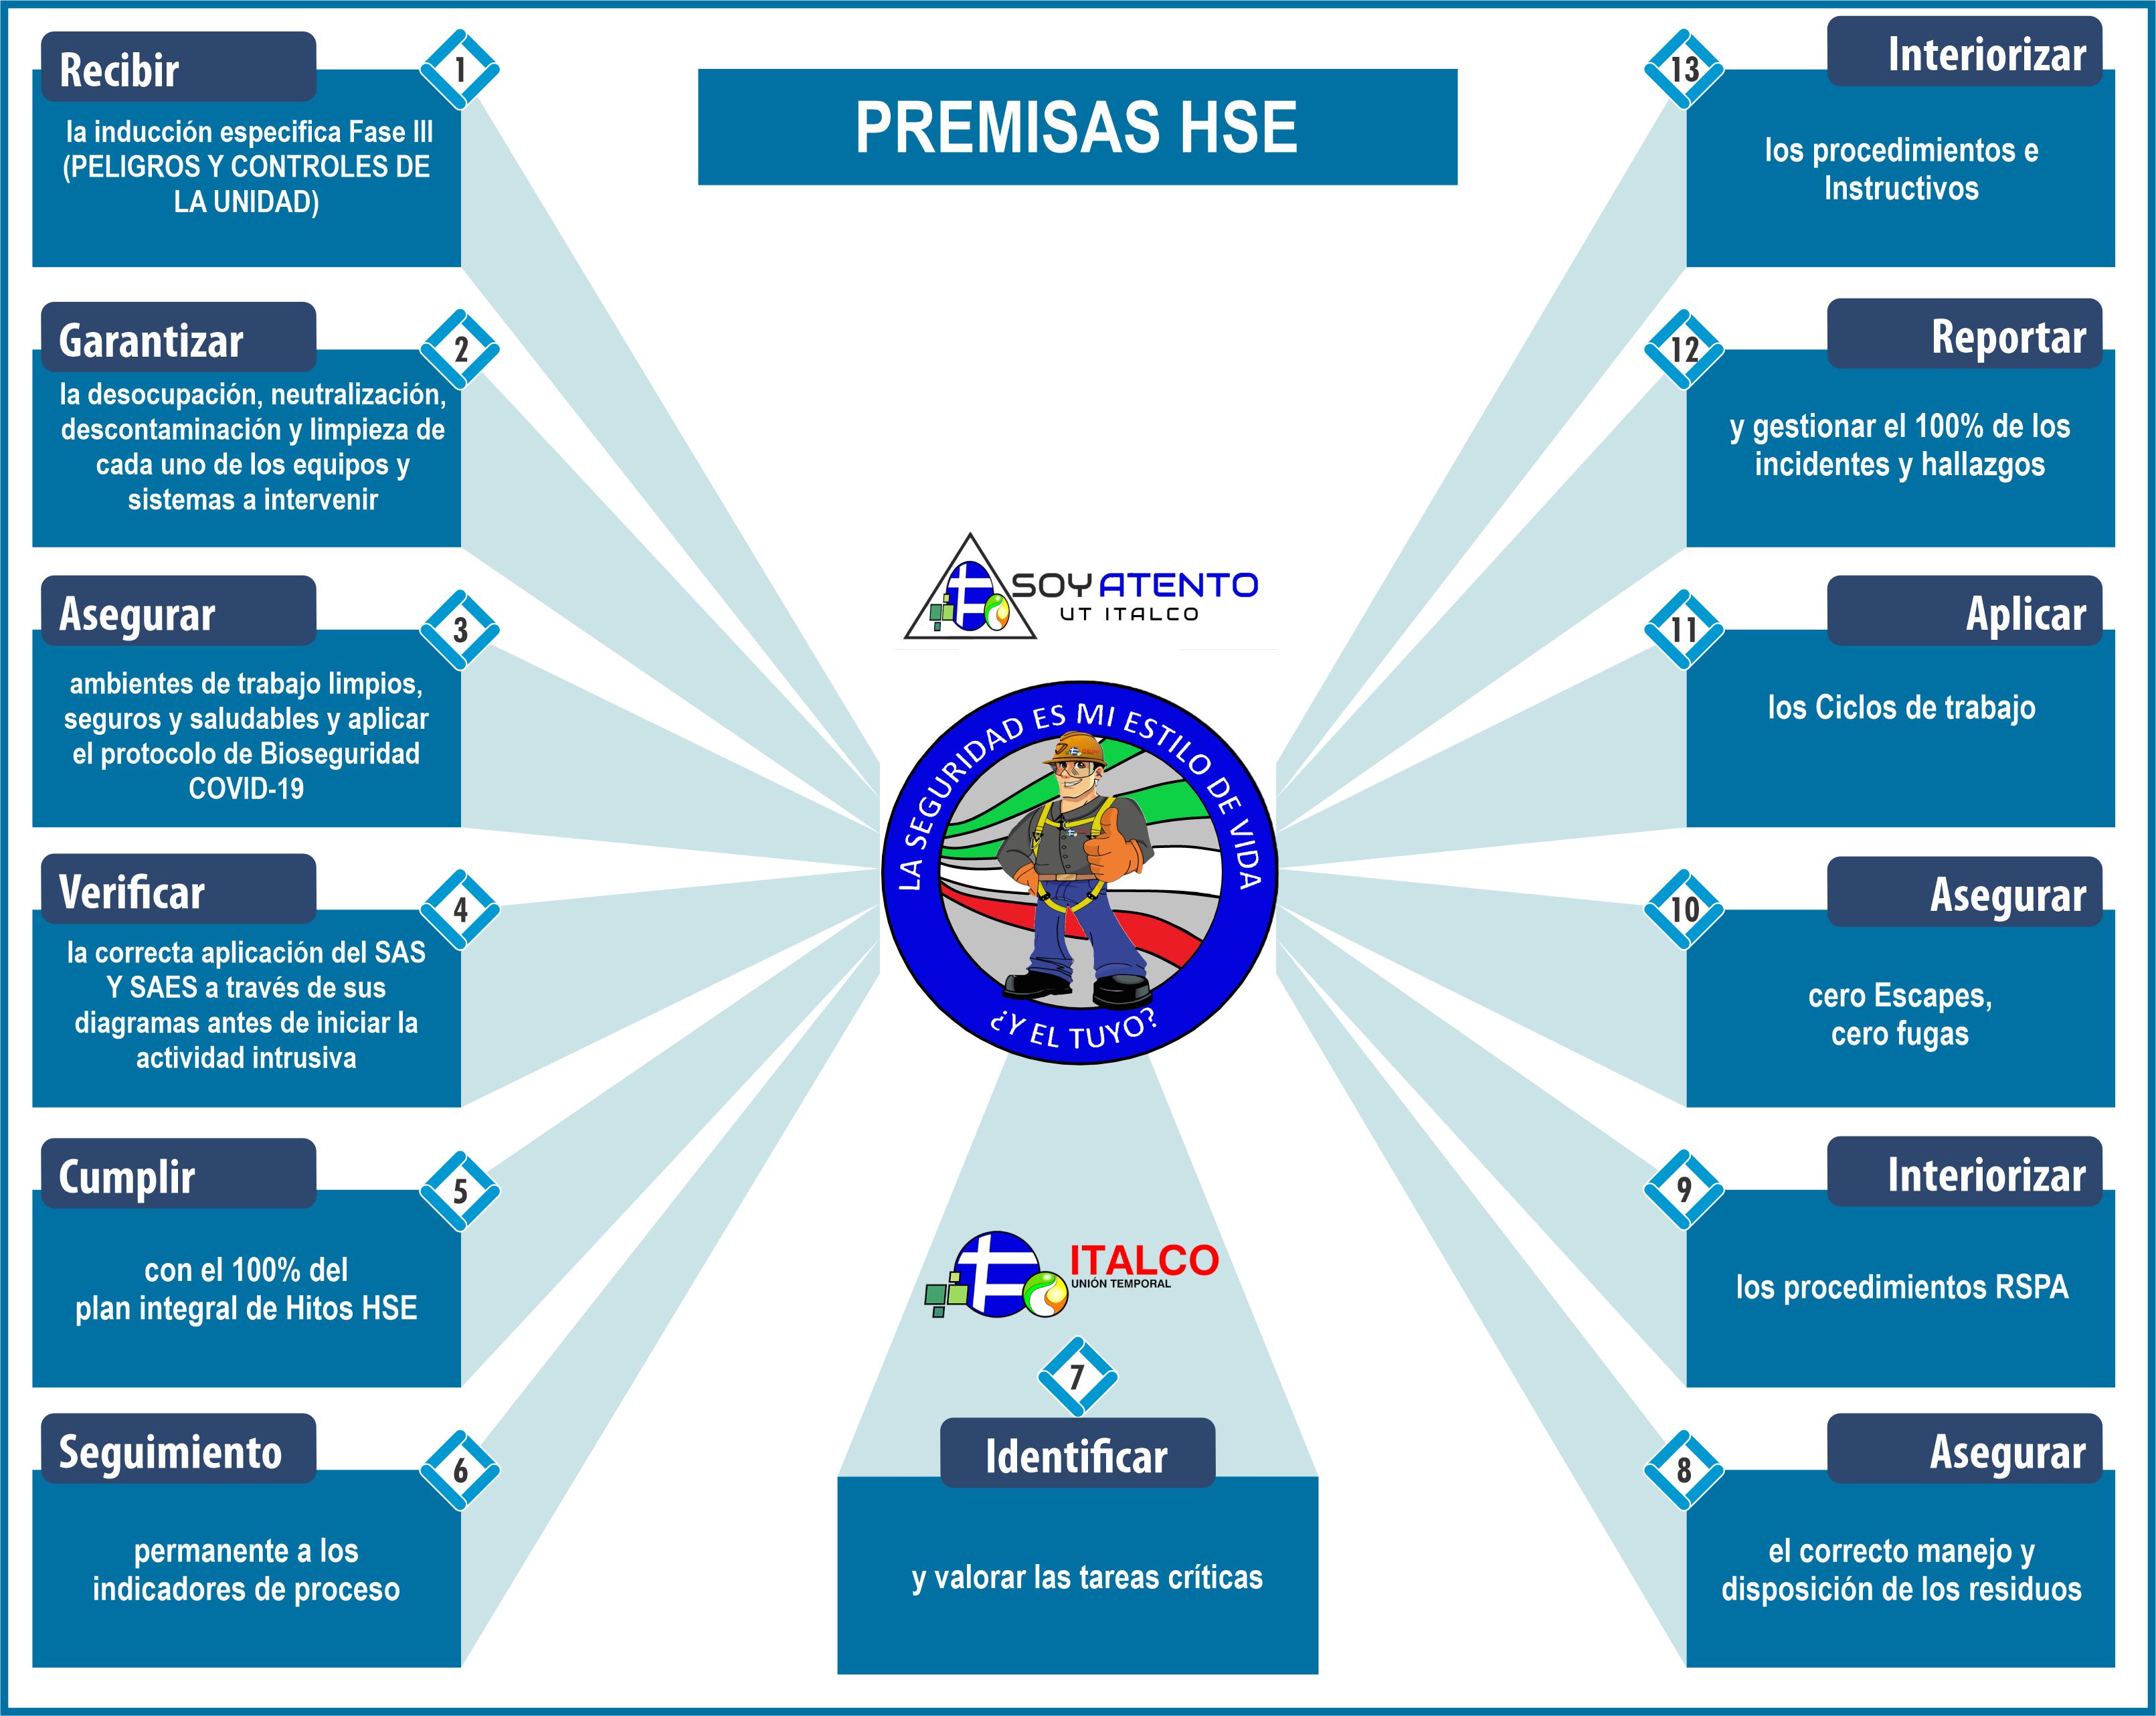 PREMISAS HSE
Recibir
1
la inducción especifica Fase III
(PELIGROS Y CONTROLES DE
LA UNIDAD)
Garantizar
2
la desocupación, neutralización,
descontaminación y limpieza de
cada uno de los equipos y
sistemas a intervenir
Asegurar
3
ambientes de trabajo limpios,
seguros y saludables y aplicar
el protocolo de Bioseguridad
COVID-19
Verificar
4
la correcta aplicación del SAS
Y SAES a través de sus
diagramas antes de iniciar la
actividad intrusiva
Cumplir
5
con el 100% del
plan integral de Hitos HSE
Seguimiento
6
permanente a los
indicadores de proceso
SOY ATENTO
UT ITALCO
LA SEGURIDAD ES MI ESTILO DE VIDA
¿Y EL TUYO?
ITALCO
UNIÓN TEMPORAL
7
Identificar
y valorar las tareas críticas
13
Interiorizar
los procedimientos e
Instructivos
12
Reportar
y gestionar el 100% de los
incidentes y hallazgos
11
Aplicar
los Ciclos de trabajo
10
Asegurar
cero Escapes,
cero fugas
9
Interiorizar
los procedimientos RSPA
8
Asegurar
el correcto manejo y
disposición de los residuos